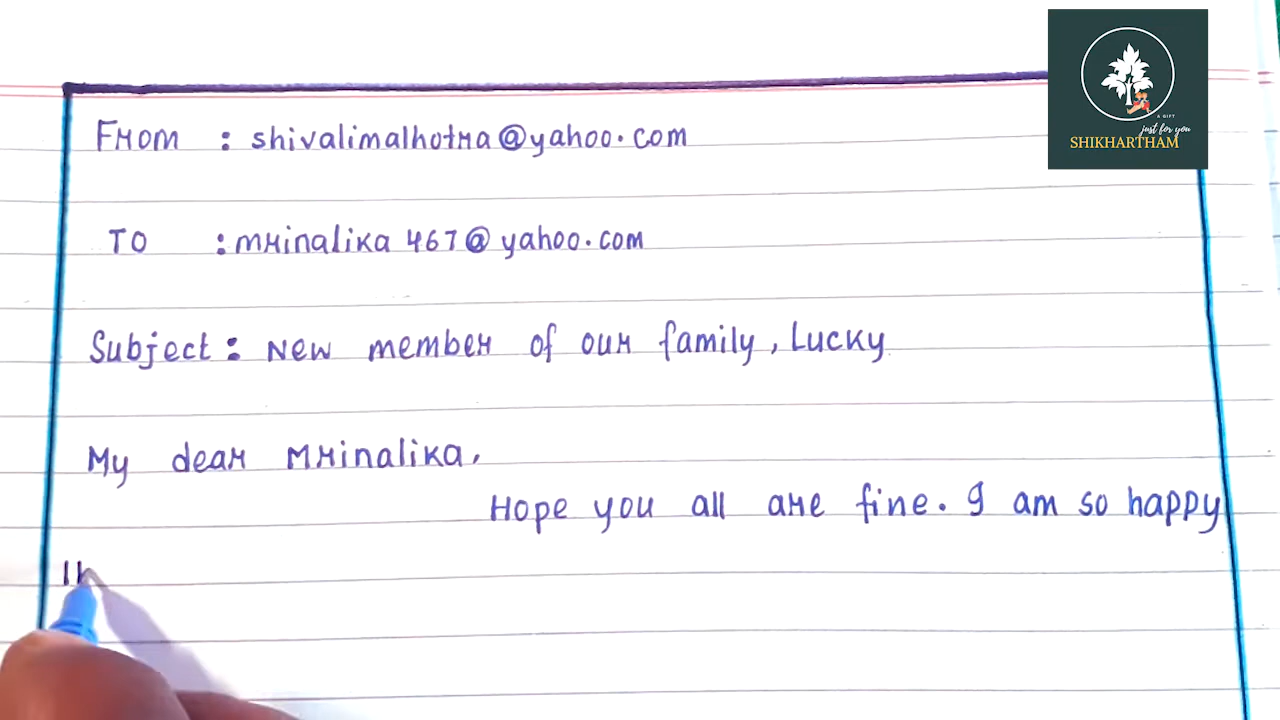 A GIFT
just for you
SHIKHARTHAM
From : shivalimalhotra@yahoo.com
TO : mrinalika 467@ yahoo.com
Subject : New member of our family, Lucky
My dear Mrinalika,
Hope you all are fine. I am so happy